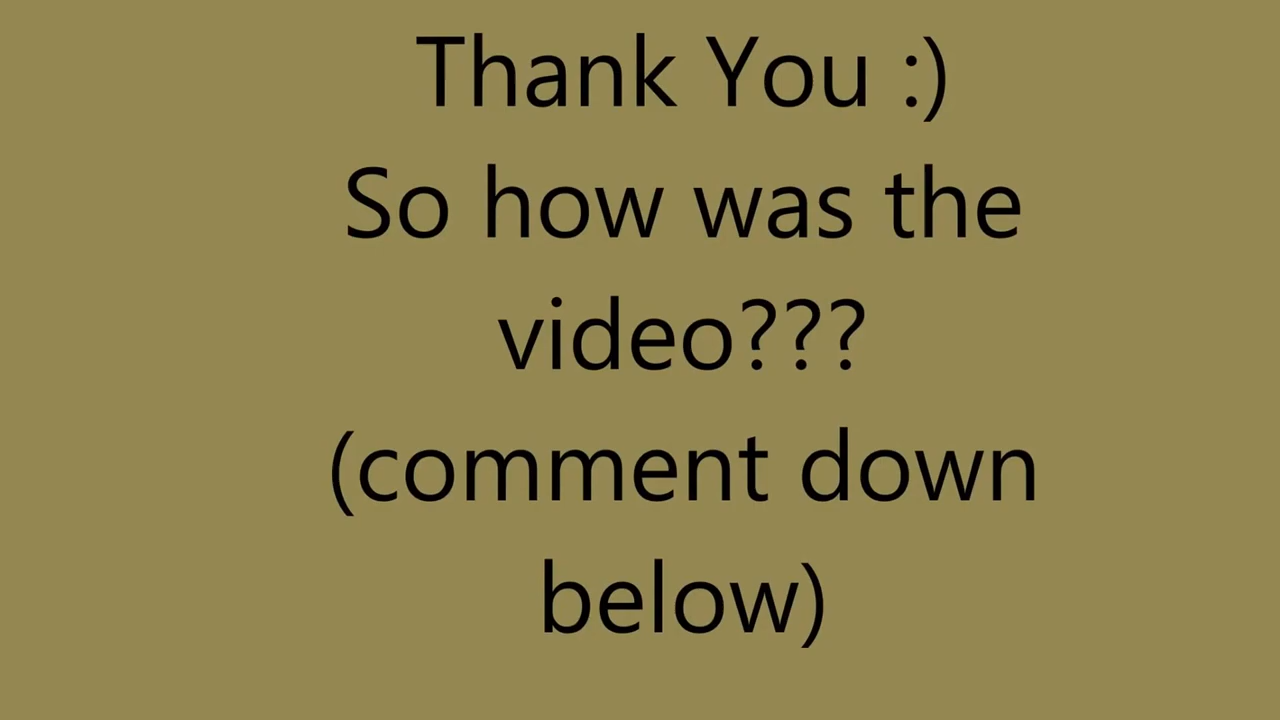 Thank You :)
So how was the
video???
(comment down
below)